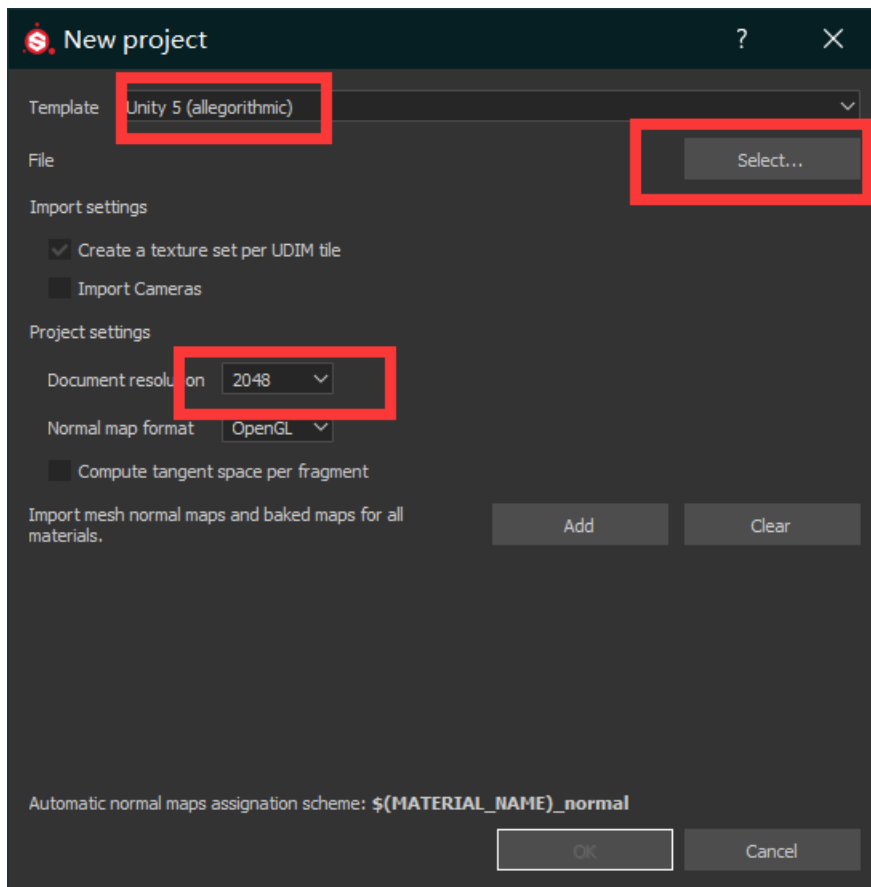 New project
?
Template Unity 5 (allegorithmic)
File Select...
Import settings
Create a texture set per UDIM tile
Import Cameras
Project settings
Document resolution 2048
Normal map format OpenGL
Compute tangent space per fragment
Import mesh normal maps and baked maps for all
materials.
Add Clear
Automatic normal maps assignation scheme: $(MATERIAL_NAME)_normal
OK Cancel